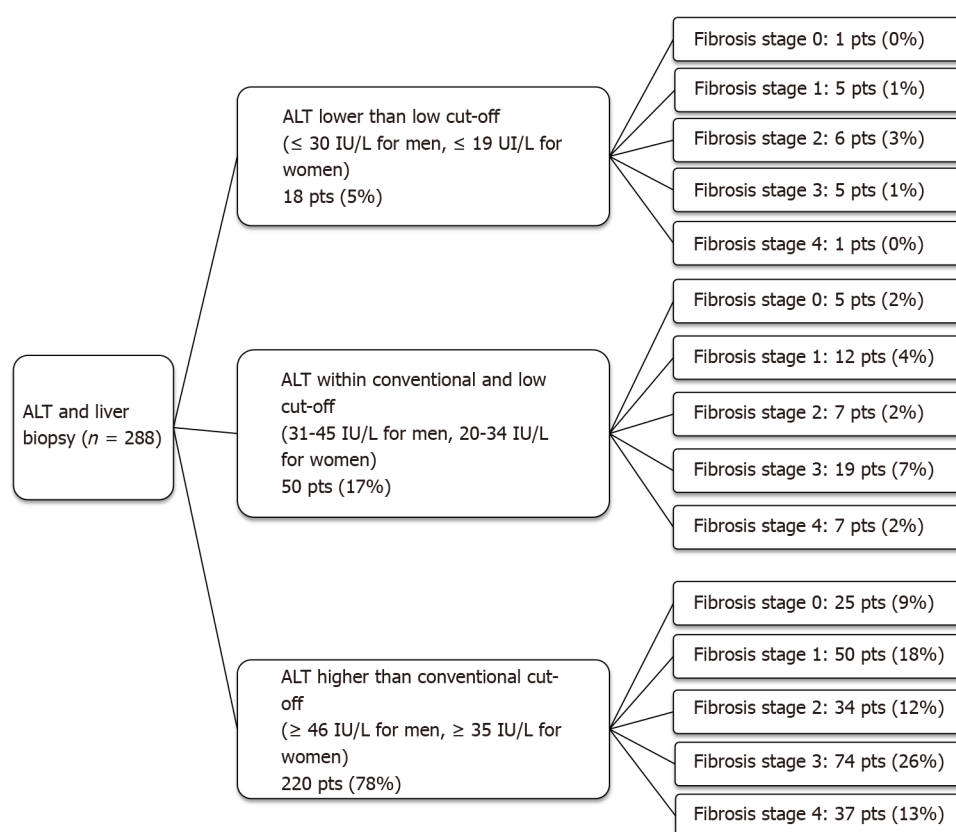 ALT and liver
biopsy (n = 288)
ALT lower than low cut-off
(≤ 30 IU/L for men, ≤ 19 UI/L for
women)
18 pts (5%)
Fibrosis stage 0: 1 pts (0%)
Fibrosis stage 1: 5 pts (1%)
Fibrosis stage 2: 6 pts (3%)
Fibrosis stage 3: 5 pts (1%)
Fibrosis stage 4: 1 pts (0%)
ALT within conventional and low
cut-off
(31-45 IU/L for men, 20-34 IU/L
for women)
50 pts (17%)
Fibrosis stage 0: 5 pts (2%)
Fibrosis stage 1: 12 pts (4%)
Fibrosis stage 2: 7 pts (2%)
Fibrosis stage 3: 19 pts (7%)
Fibrosis stage 4: 7 pts (2%)
ALT higher than conventional cut-
off
(≥ 46 IU/L for men, ≥ 35 IU/L for
women)
220 pts (78%)
Fibrosis stage 0: 25 pts (9%)
Fibrosis stage 1: 50 pts (18%)
Fibrosis stage 2: 34 pts (12%)
Fibrosis stage 3: 74 pts (26%)
Fibrosis stage 4: 37 pts (13%)